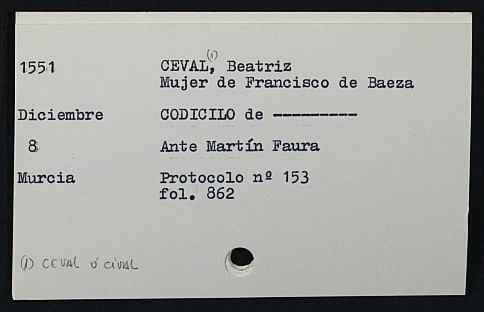 1551 CEVAL,(1) Beatriz
Mujer de Francisco de Baeza
Diciembre CODICILO de ---------
8 Ante Martín Faura
Murcia Protocolo nº 153
fol. 862
(1) CEVAL ó CIVAL